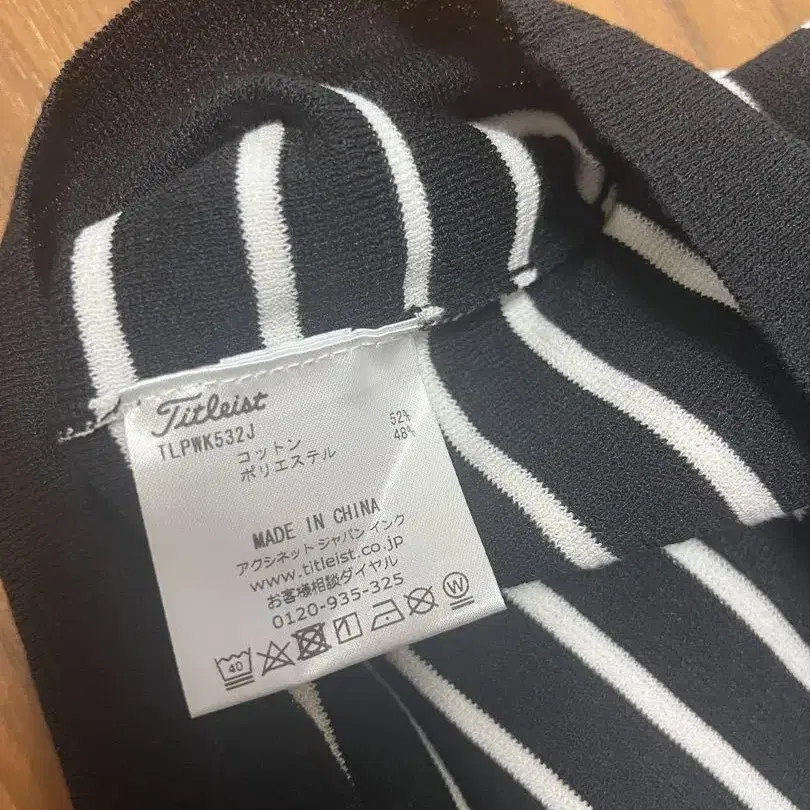 Titleist
TLPWK532J
コットン 52%
ポリエステル 48%
MADE IN CHINA
アクシネット ジャパン インク
www.titleist.co.jp
お客様相談ダイヤル
0120-935-325
40
W